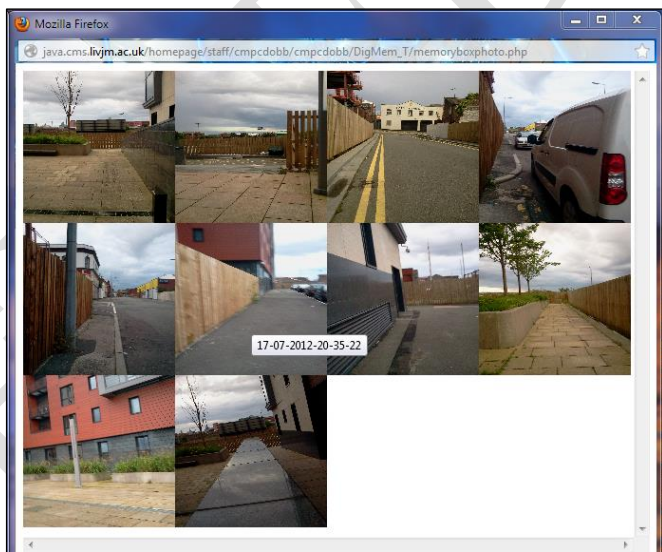 Mozilla Firefox
java.cms.livjm.ac.uk/homepage/staff/cmpcdobb/cmpcdobb/DigMem_T/memoryboxphoto.php
17-07-2012-20-35-22